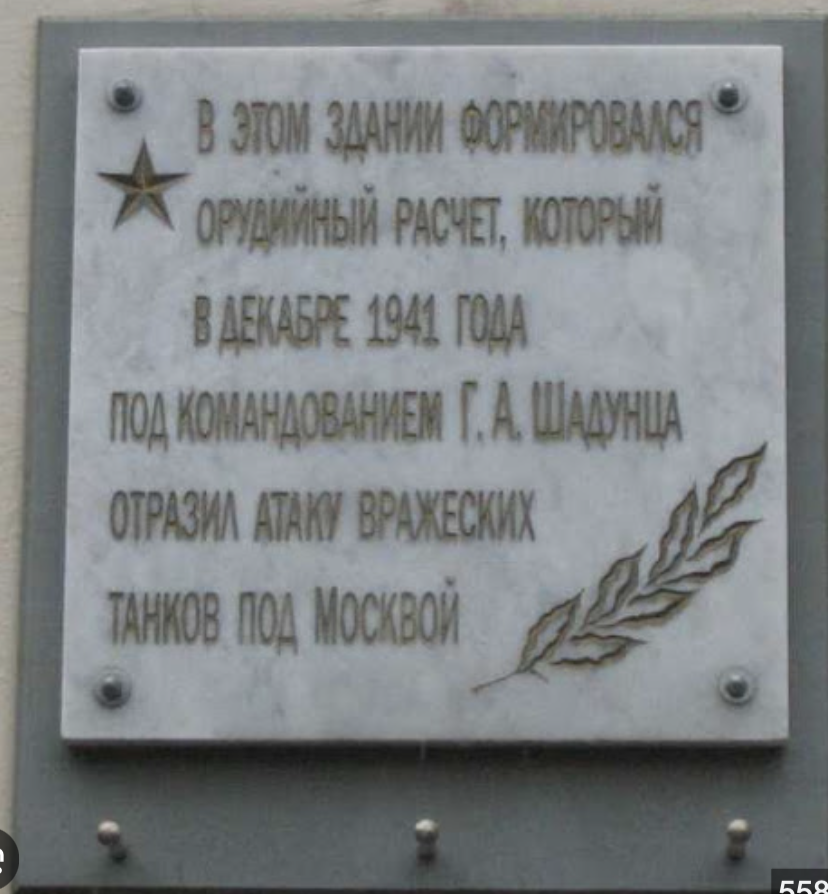 В ЭТОМ ЗДАНИИ ФОРМИРОВАЛСЯ
ОРУДИЙНЫЙ РАСЧЕТ, КОТОРЫЙ
В ДЕКАБРЕ 1941 ГОДА
ПОД КОМАНДОВАНИЕМ Г. А. ШАДУНЦА
ОТРАЗИЛ АТАКУ ВРАЖЕСКИХ
ТАНКОВ ПОД МОСКВОЙ